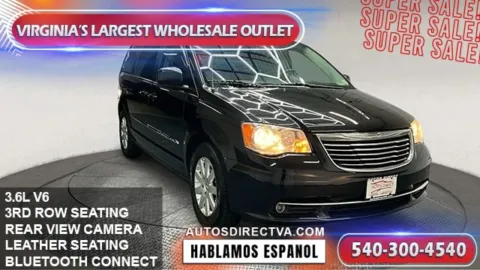 VIRGINIA'S LARGEST WHOLESALE OUTLET
SUPER SALE
SUPER SALE
SUPER SALE
3.6L V6
3RD ROW SEATING
REAR VIEW CAMERA
LEATHER SEATING
BLUETOOTH CONNECT
AUTOSDIRECTVA.COM
HABLAMOS ESPANOL
540-300-4540